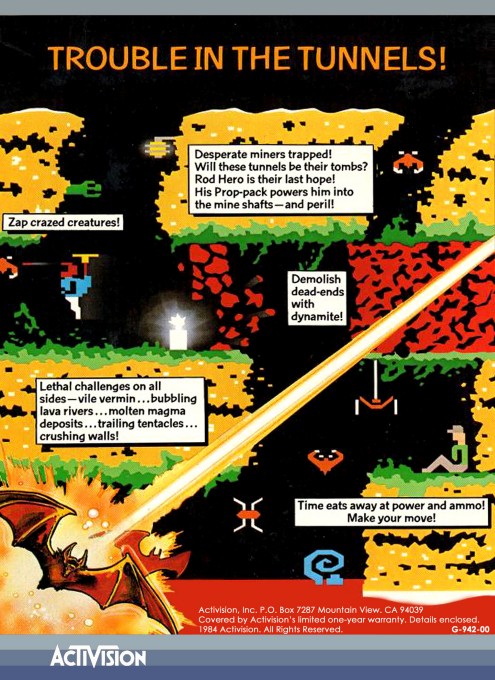 TROUBLE IN THE TUNNELS!
Desperate miners trapped!
Will these tunnels be their tombs?
Rod Hero is their last hope!
His Prop-pack powers him into
the mine shafts—and peril!
Zap crazed creatures!
Demolish
dead-ends
with
dynamite!
Lethal challenges on all
sides—vile vermin...bubbling
lava rivers...molten magma
deposits...trailing tentacles...
crushing walls!
Time eats away at power and ammo!
Make your move!
Activision, Inc. P.O. Box 7287 Mountain View, CA 94039
Covered by Activision's limited one-year warranty. Details enclosed.
1984 Activision. All Rights Reserved.
G-942-00
ACTIVISION